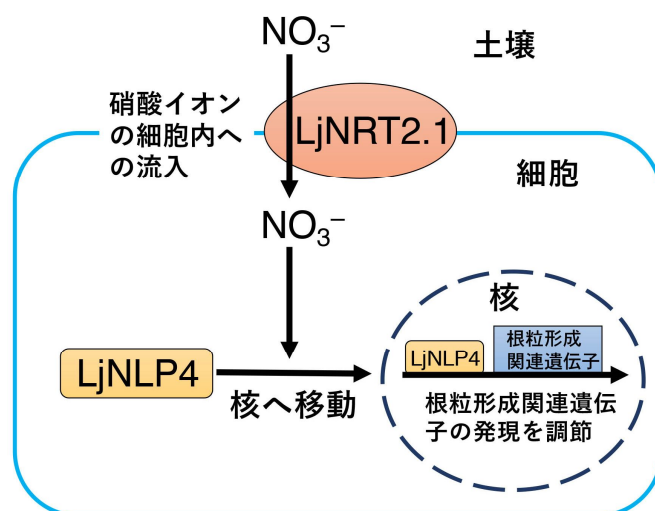 NO₃⁻
土壌
硝酸イオン
の細胞内へ
の流入
LjNRT2.1
細胞
NO₃⁻
核
LjNLP4
核へ移動
LjNLP4
根粒形成
関連遺伝子
根粒形成関連遺伝
子の発現を調節